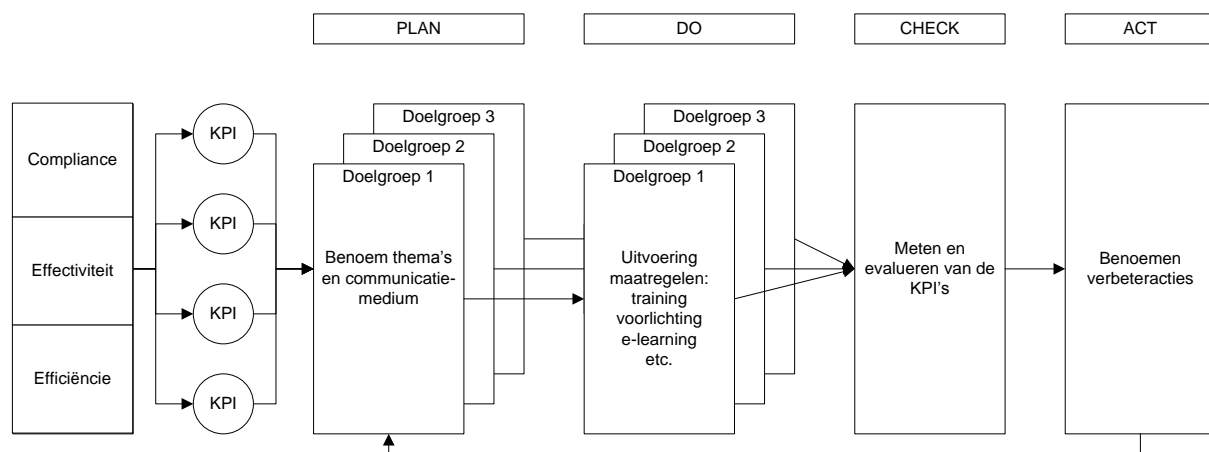 PLAN
DO
CHECK
ACT
Compliance
Effectiviteit
Efficiëncie
KPI
KPI
KPI
KPI
Doelgroep 3
Doelgroep 2
Doelgroep 1
Benoem thema's
en communicatie-
medium
Doelgroep 3
Doelgroep 2
Doelgroep 1
Uitvoering
maatregelen:
training
voorlichting
e-learning
etc.
Meten en
evalueren van de
KPI's
Benoemen
verbeteracties